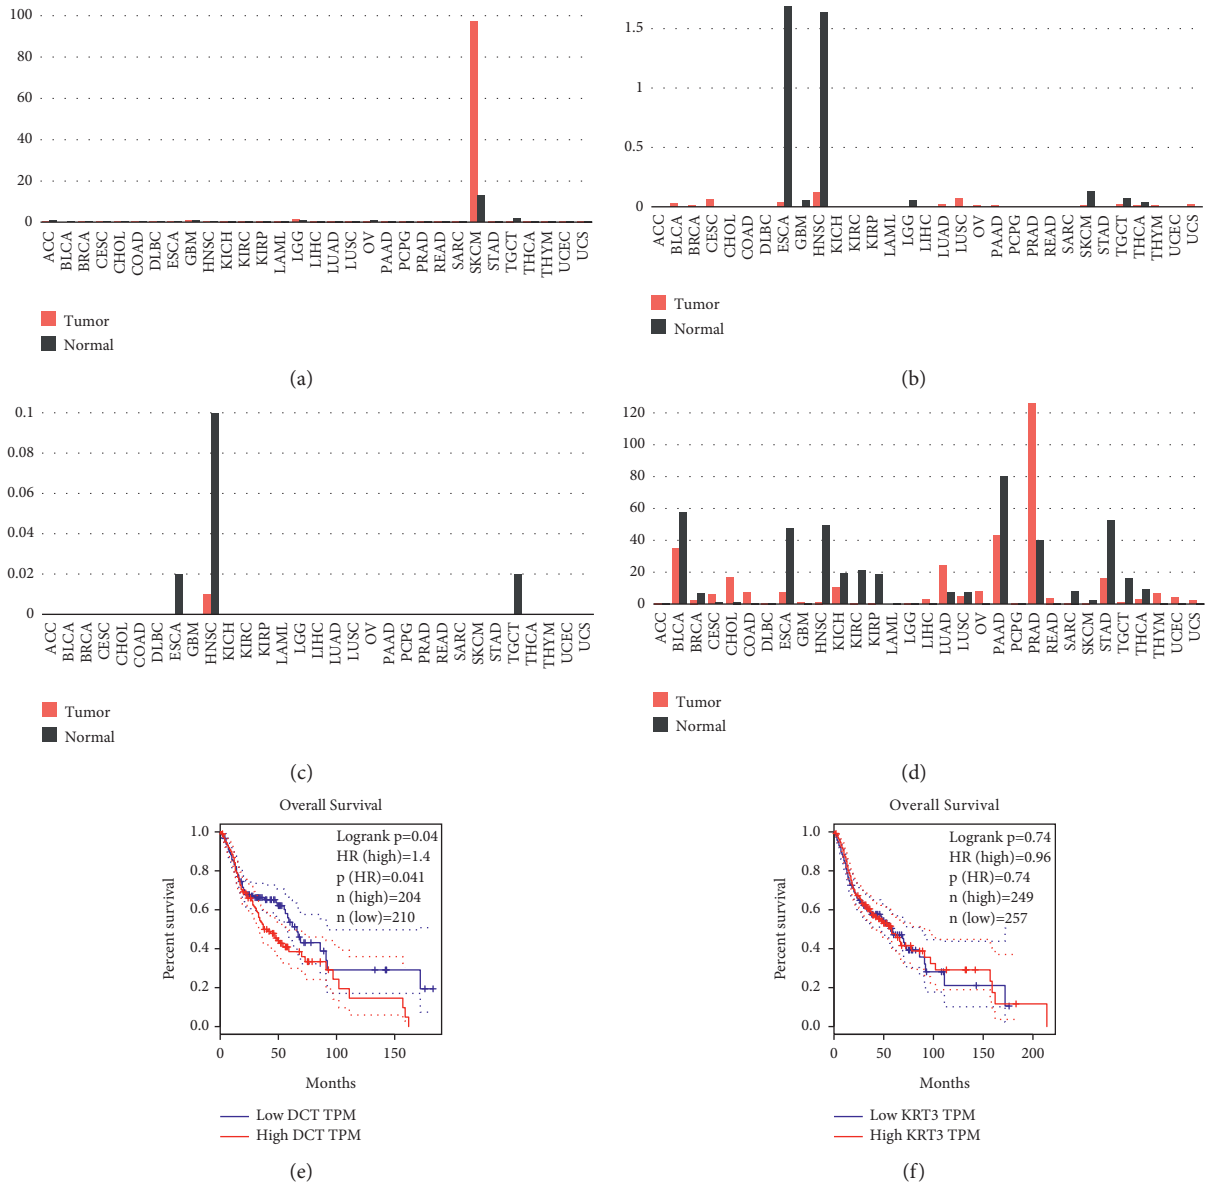 100
80
60
40
20
0
ACC
BLCA
BRCA
CESC
CHOL
COAD
DLBC
ESCA
GBM
HNSC
KICH
KIRC
KIRP
LAML
LGG
LIHC
LUAD
LUSC
OV
PAAD
PCPG
PRAD
READ
SARC
SKCM
STAD
TGCT
THCA
THYM
UCEC
UCS
Tumor
Normal
(a)
1.5
1
0.5
0
ACC
BLCA
BRCA
CESC
CHOL
COAD
DLBC
ESCA
GBM
HNSC
KICH
KIRC
KIRP
LAML
LGG
LIHC
LUAD
LUSC
OV
PAAD
PCPG
PRAD
READ
SARC
SKCM
STAD
TGCT
THCA
THYM
UCEC
UCS
Tumor
Normal
(b)
0.1
0.08
0.06
0.04
0.02
0
ACC
BLCA
BRCA
CESC
CHOL
COAD
DLBC
ESCA
GBM
HNSC
KICH
KIRC
KIRP
LAML
LGG
LIHC
LUAD
LUSC
OV
PAAD
PCPG
PRAD
READ
SARC
SKCM
STAD
TGCT
THCA
THYM
UCEC
UCS
Tumor
Normal
(c)
120
100
80
60
40
20
0
ACC
BLCA
BRCA
CESC
CHOL
COAD
DLBC
ESCA
GBM
HNSC
KICH
KIRC
KIRP
LAML
LGG
LIHC
LUAD
LUSC
OV
PAAD
PCPG
PRAD
READ
SARC
SKCM
STAD
TGCT
THCA
THYM
UCEC
UCS
Tumor
Normal
(d)
Overall Survival
Percent survival
1.0
0.8
0.6
0.4
0.2
0.0
Logrank p=0.04
HR (high)=1.4
p (HR)=0.041
n (high)=204
n (low)=210
0
50
100
150
Months
Low DCT TPM
High DCT TPM
(e)
Overall Survival
Percent survival
1.0
0.8
0.6
0.4
0.2
0.0
Logrank p=0.74
HR (high)=0.96
p (HR)=0.74
n (high)=249
n (low)=257
0
50
100
150
200
Months
Low KRT3 TPM
High KRT3 TPM
(f)